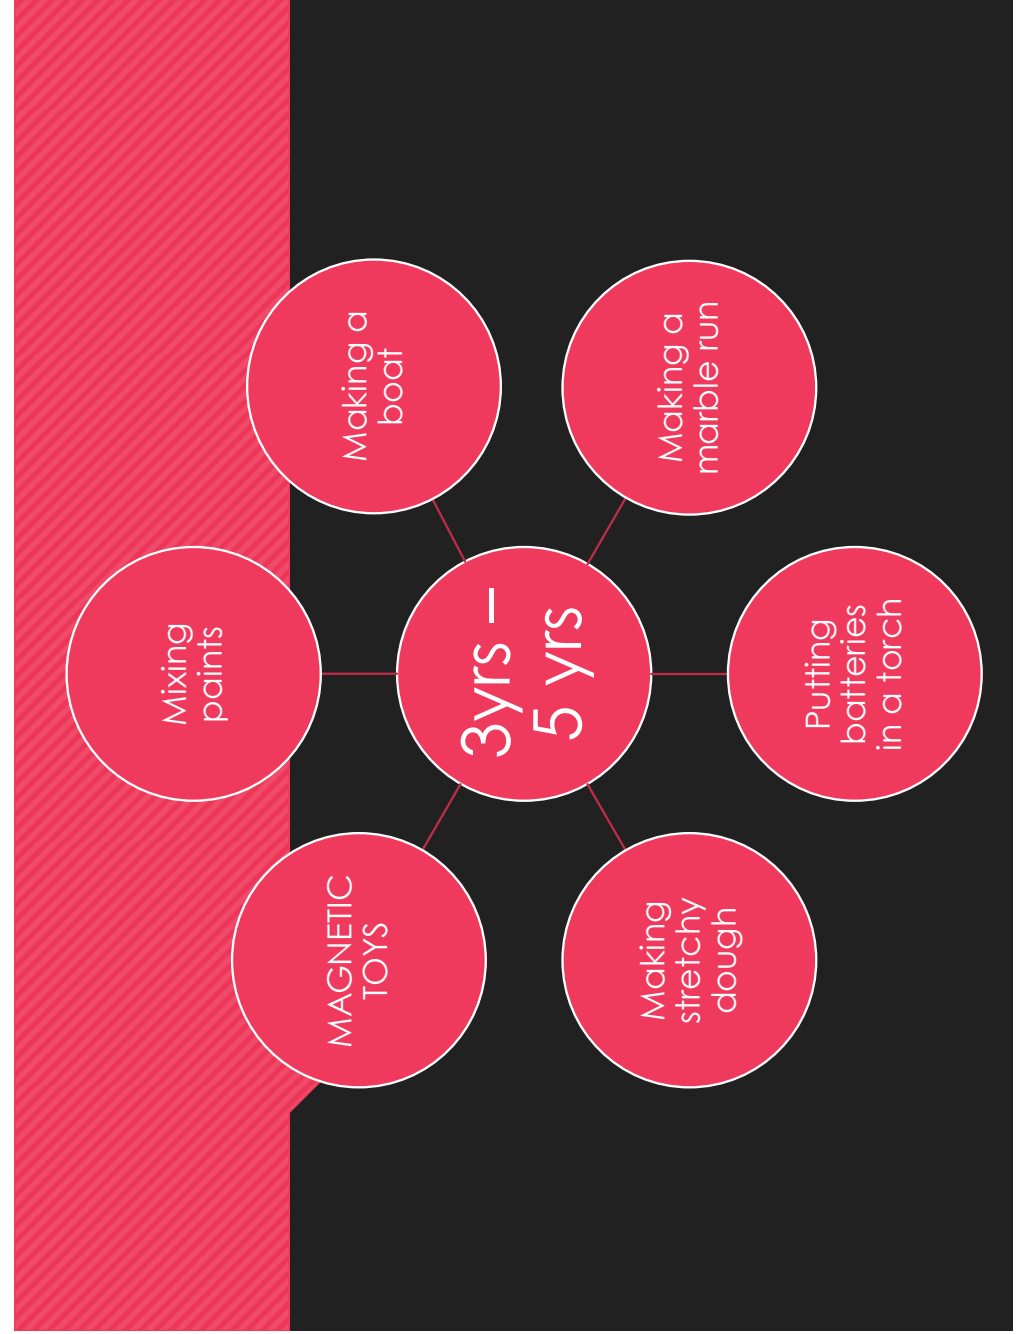 3yrs –
5 yrs
Mixing
paints
Making a
boat
Making a
marble run
Putting
batteries
in a torch
Making
stretchy
dough
MAGNETIC
TOYS